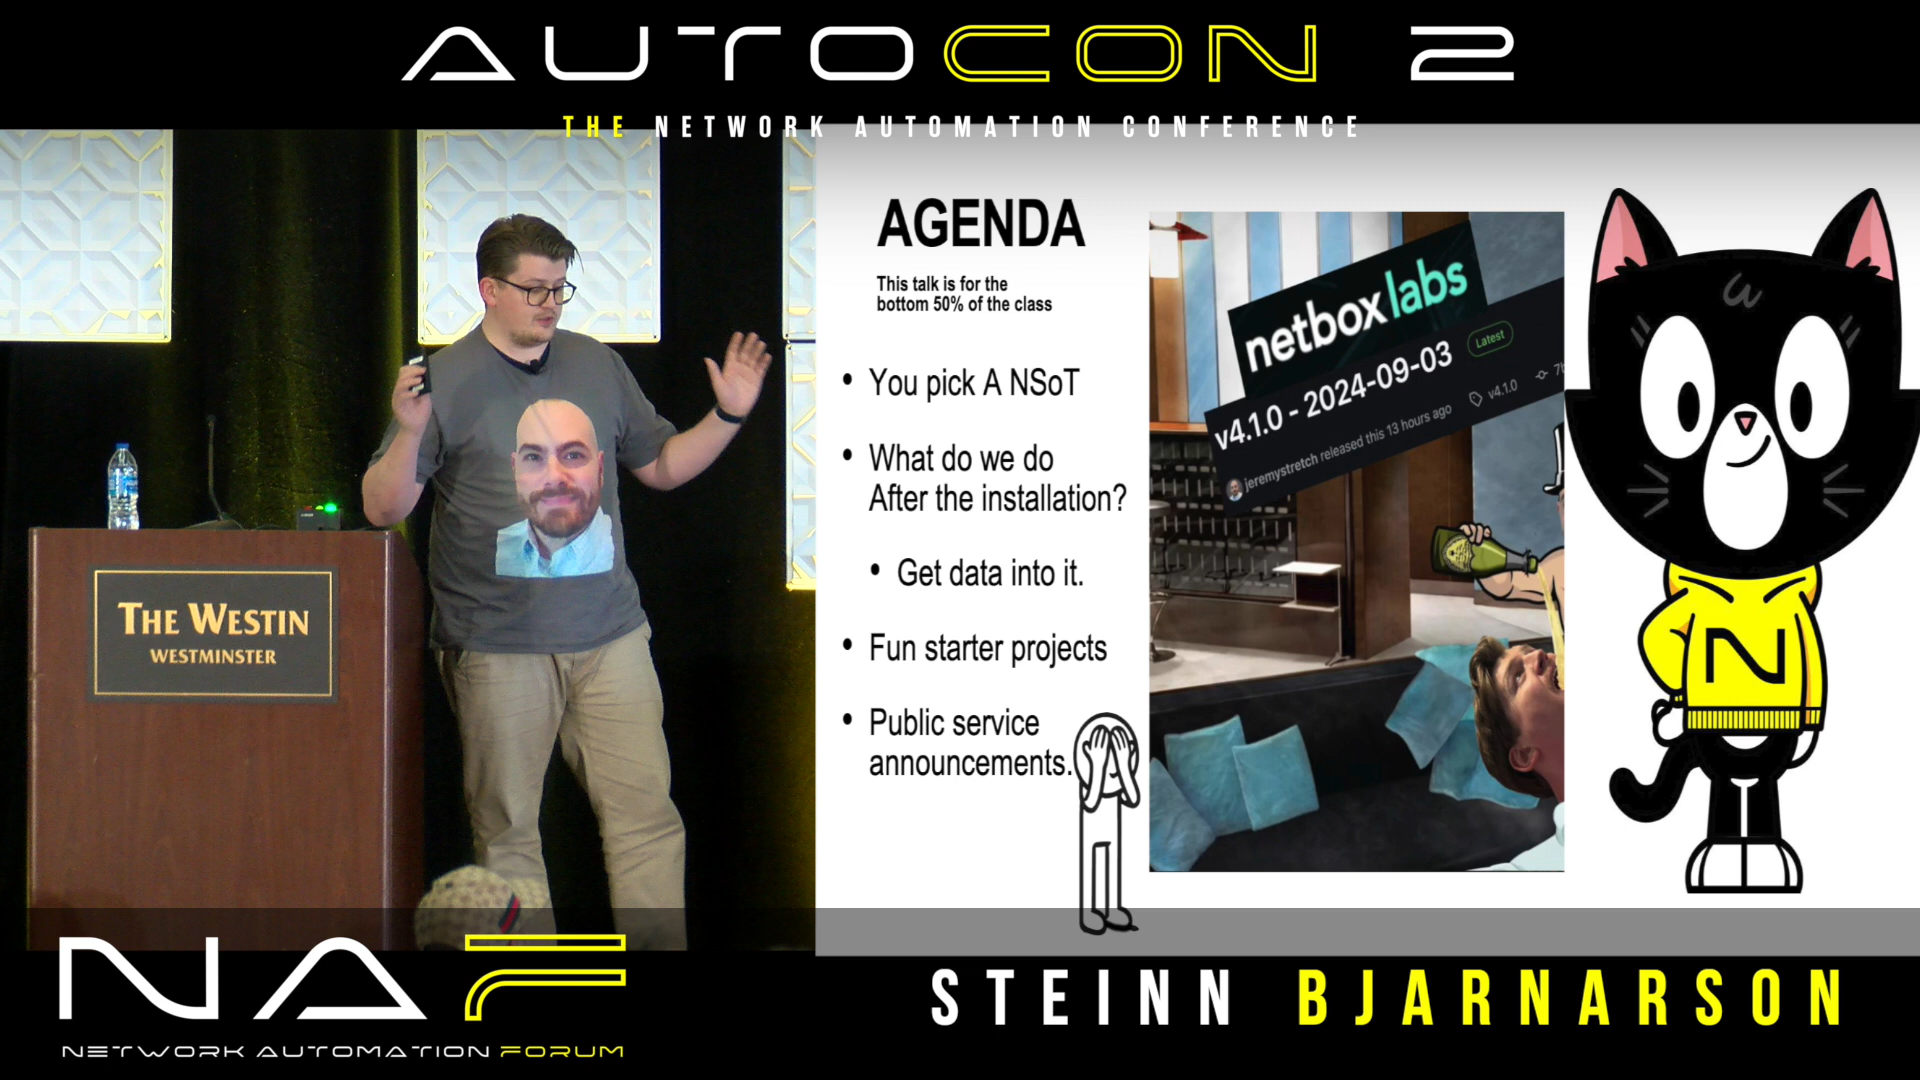 AUTOCON 2
THE NETWORK AUTOMATION CONFERENCE
AGENDA
This talk is for the
bottom 50% of the class
• You pick A NSoT
• What do we do
After the installation?
• Get data into it.
• Fun starter projects
• Public service
announcements.
netboxlabs
v4.1.0 - 2024-09-03 Latest
jeremystretch released this 13 hours ago v4.1.0
N
THE WESTIN
WESTMINSTER
NAF
NETWORK AUTOMATION FORUM
STEINN BJARNARSON